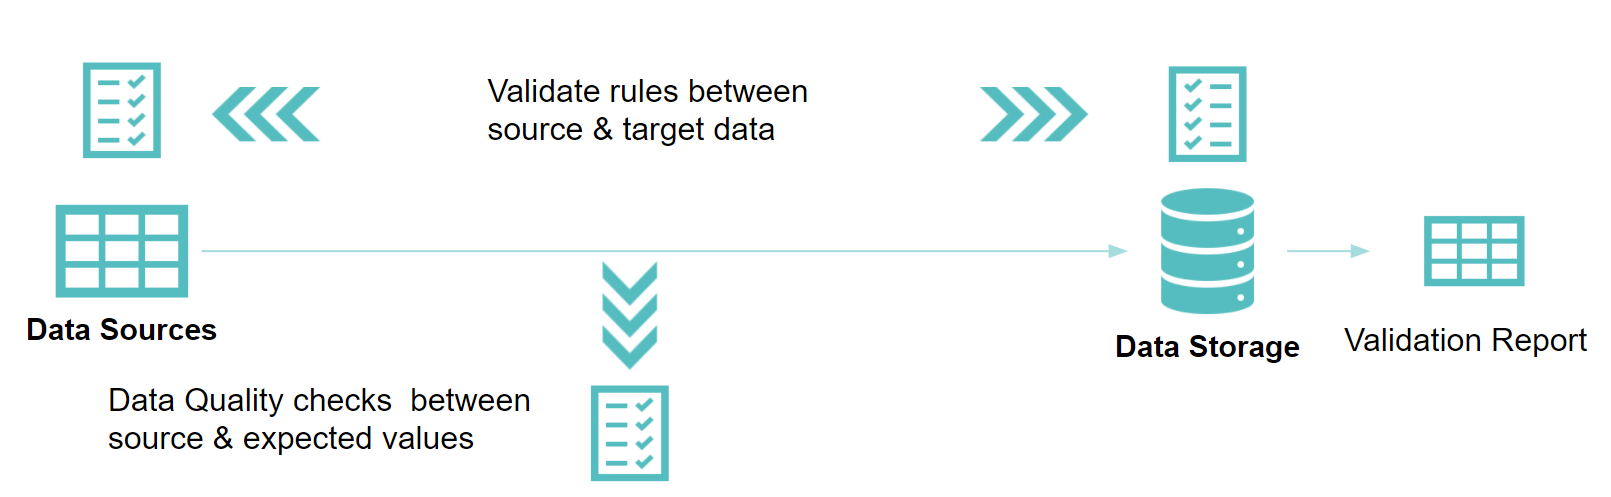 Validate rules between
source & target data
Data Sources
Data Storage
Validation Report
Data Quality checks  between
source & expected values